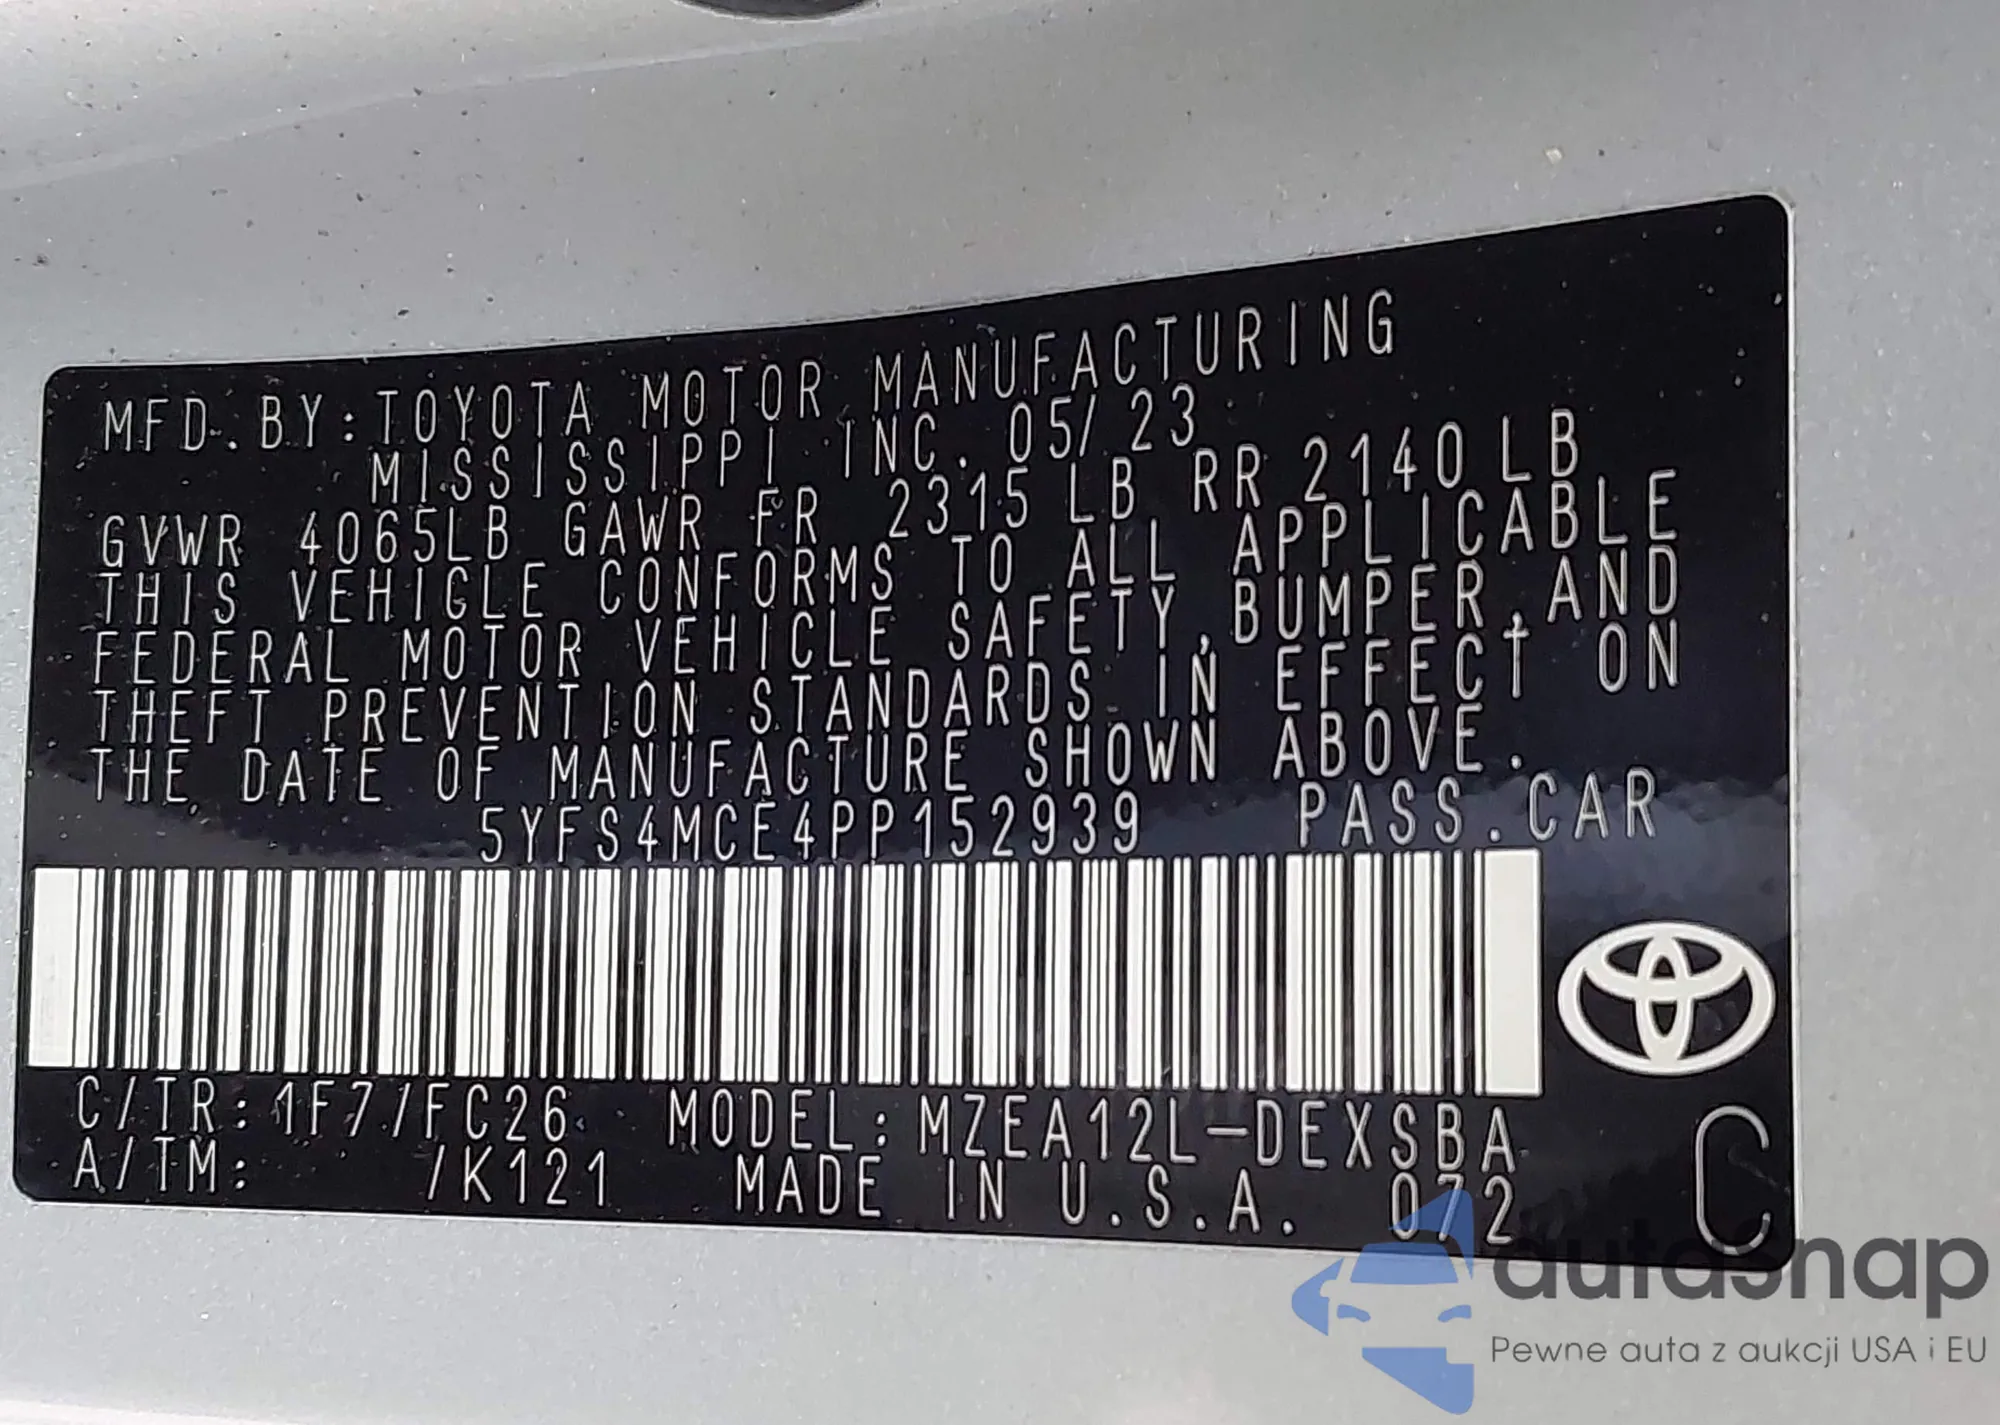 MFD. BY: TOYOTA MOTOR MANUFACTURING
MISSISSIPPI INC. 05/23
GVWR 4065LB GAWR FR 2315 LB RR 2140 LB
THIS VEHICLE CONFORMS TO ALL APPLICABLE
FEDERAL MOTOR VEHICLE SAFETY, BUMPER, AND
THEFT PREVENTION STANDARDS IN EFFECT ON
THE DATE OF MANUFACTURE SHOWN ABOVE.
5YFS4MCE4PP152939 PASS. CAR
C/TR: 1F7/FC26 MODEL: MZEA12L-DEXSBA
A/TM: /K121 MADE IN U.S.A. 072
C
autosnap
Pewne auta z aukcji USA i EU